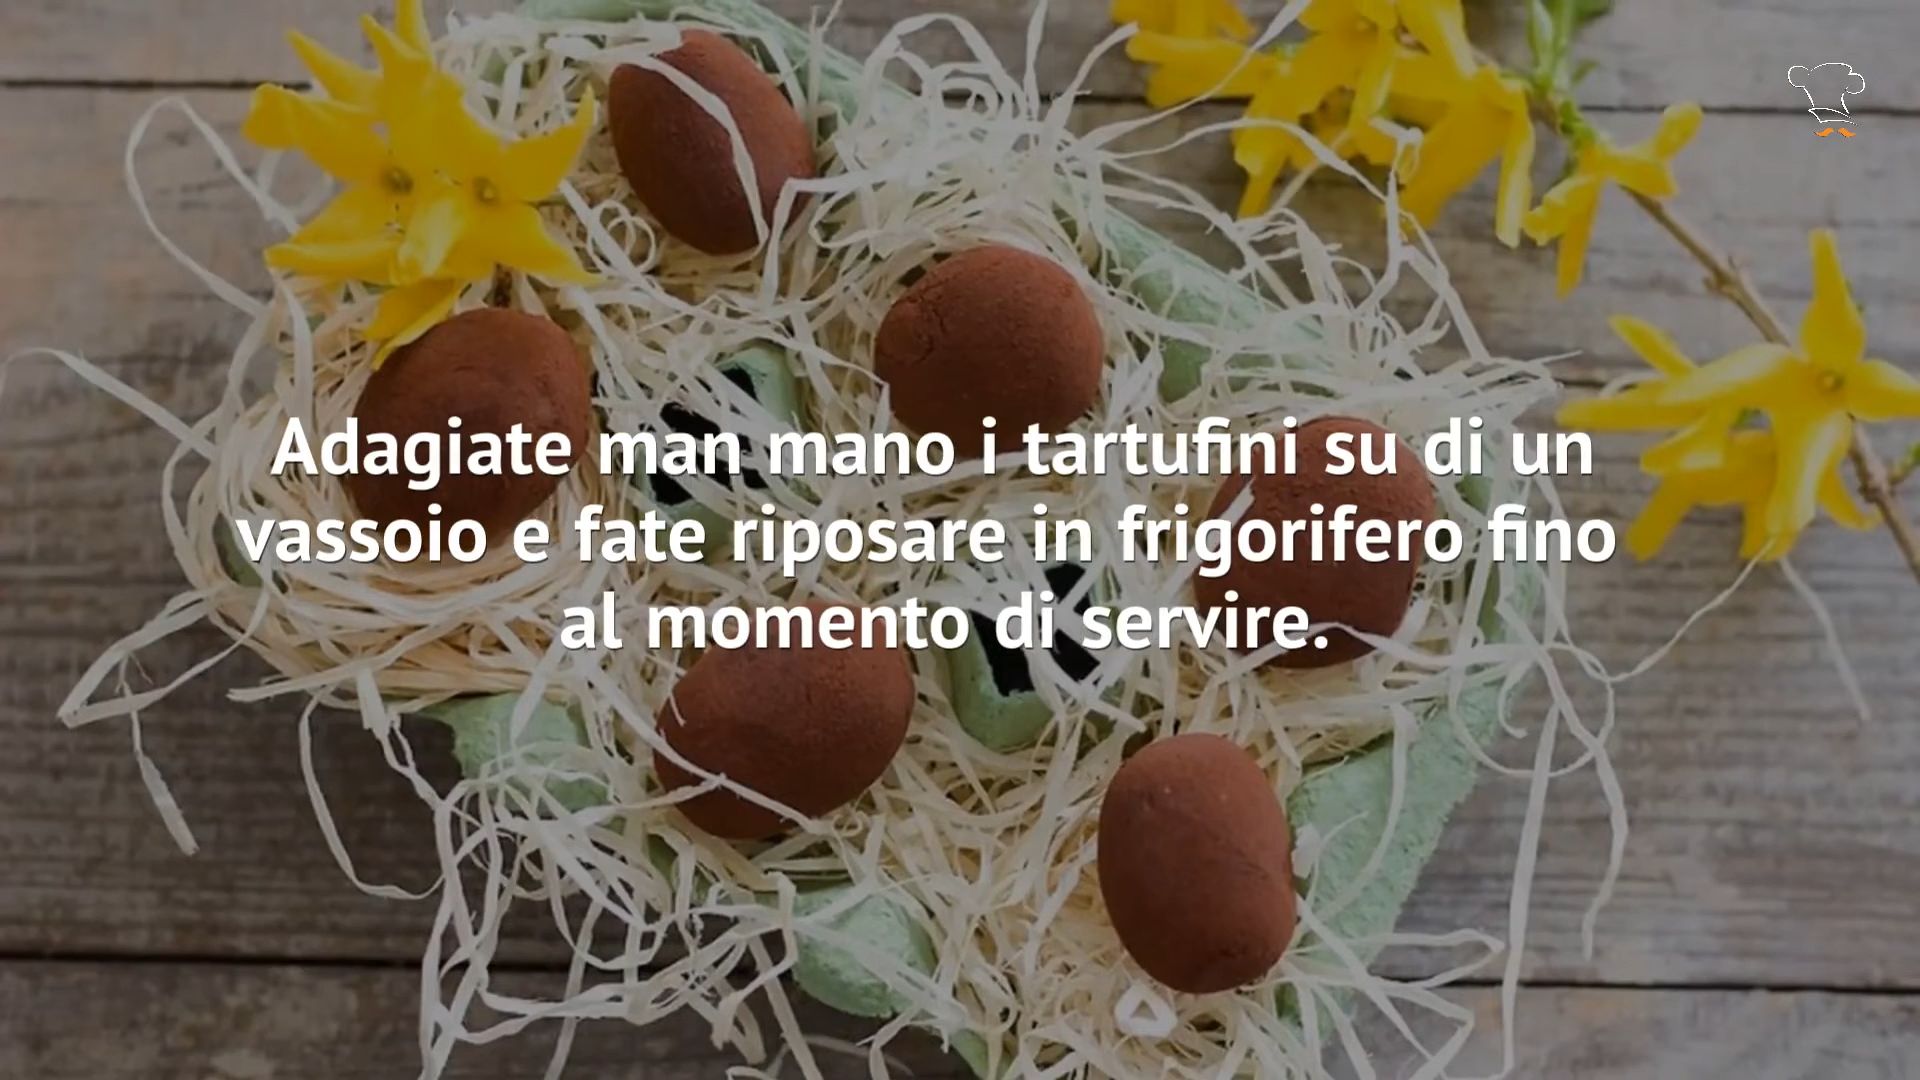 Adagiate man mano i tartufini su di un
vassoio e fate riposare in frigorifero fino
al momento di servire.